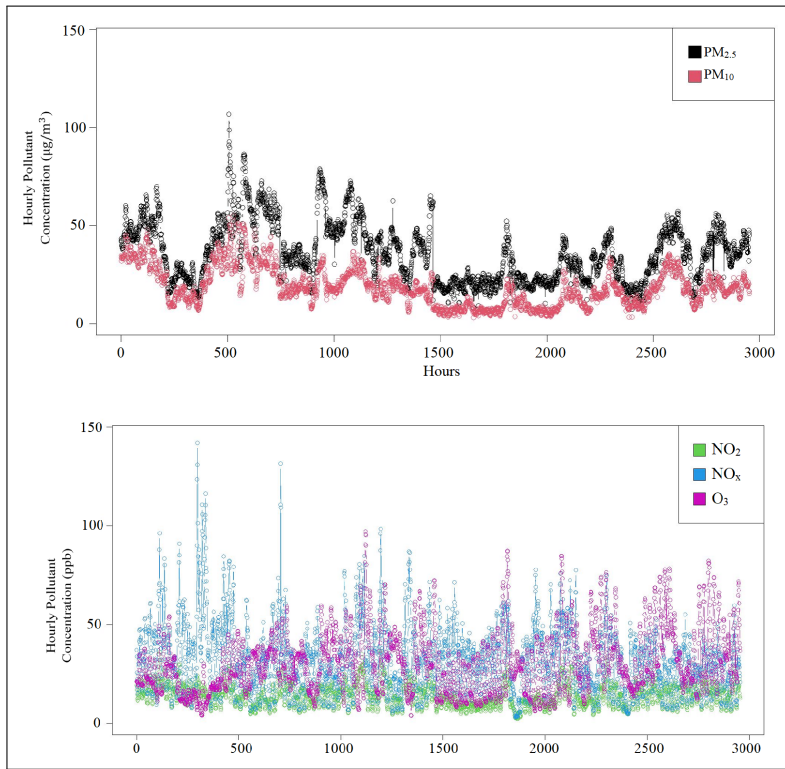 150
100
50
0
Hourly Pollutant
Concentration (μg/m³)
PM₂.₅
PM₁₀
0 500 1000 1500 2000 2500 3000
Hours
150
100
50
0
Hourly Pollutant
Concentration (ppb)
NO₂
NOₓ
O₃
0 500 1000 1500 2000 2500 3000